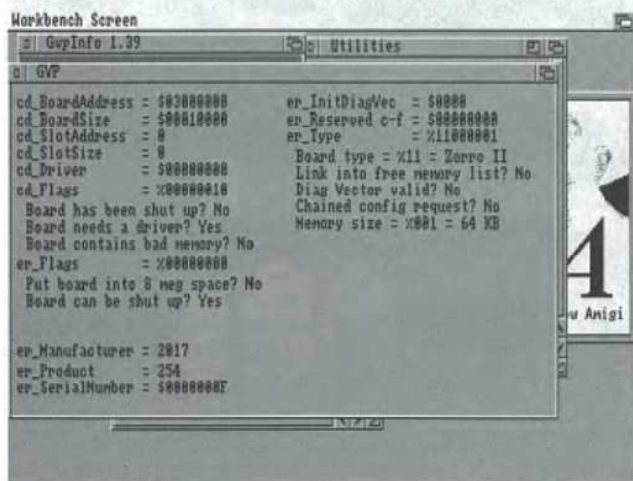 Workbench Screen
GvpInfo 1.39
Utilities
GVP
cd_BoardAddress = $03000000
cd_BoardSize = $00010000
cd_SlotAddress = 0
cd_SlotSize = 0
cd_Driver = $00000000
cd_Flags = %00000010
Board has been shut up? No
Board needs a driver? Yes
Board contains bad memory? No
er_Flags = %00000000
Put board into 8 meg space? No
Board can be shut up? Yes
er_Manufacturer = 2017
er_Product = 254
er_SerialNumber = $0000000F
er_InitDiagVec = $0000
er_Reserved c-f = $00000000
er_Type = %11000001
Board type = %11 = Zorro II
Link into free memory list? No
Diag Vector valid? No
Chained config request? No
Memory size = %001 = 64 KB
4
ow Amigi